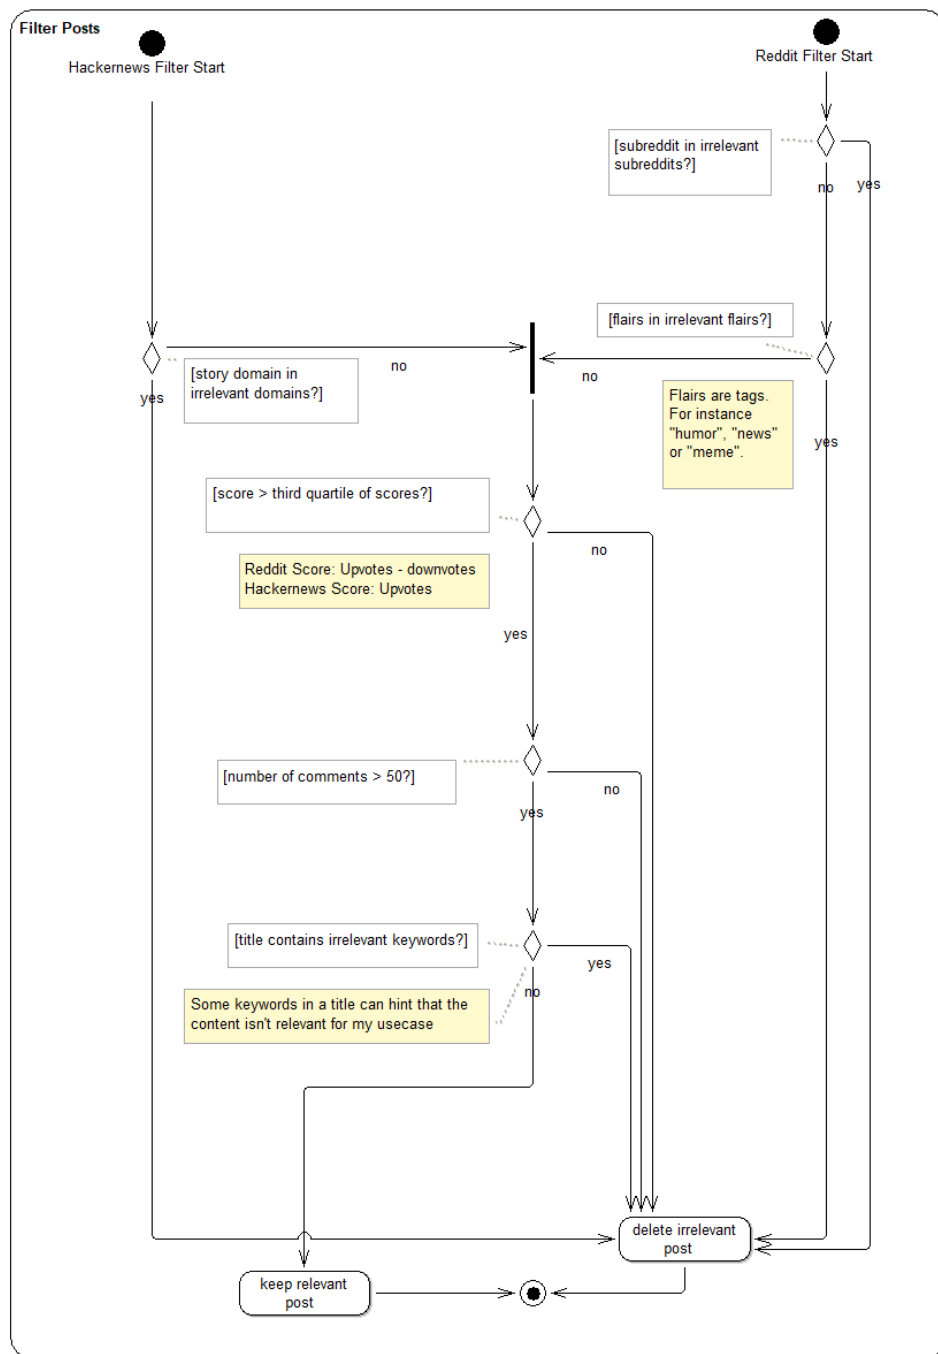 Filter Posts
Hackernews Filter Start
Reddit Filter Start
[subreddit in irrelevant
subreddits?]
no
yes
[flairs in irrelevant flairs?]
no
no
[story domain in
irrelevant domains?]
yes
Flairs are tags.
For instance
"humor", "news"
or "meme".
yes
[score > third quartile of scores?]
no
Reddit Score: Upvotes - downvotes
Hackernews Score: Upvotes
yes
[number of comments > 50?]
no
yes
[title contains irrelevant keywords?]
yes
no
Some keywords in a title can hint that the
content isn't relevant for my usecase
delete irrelevant
post
keep relevant
post